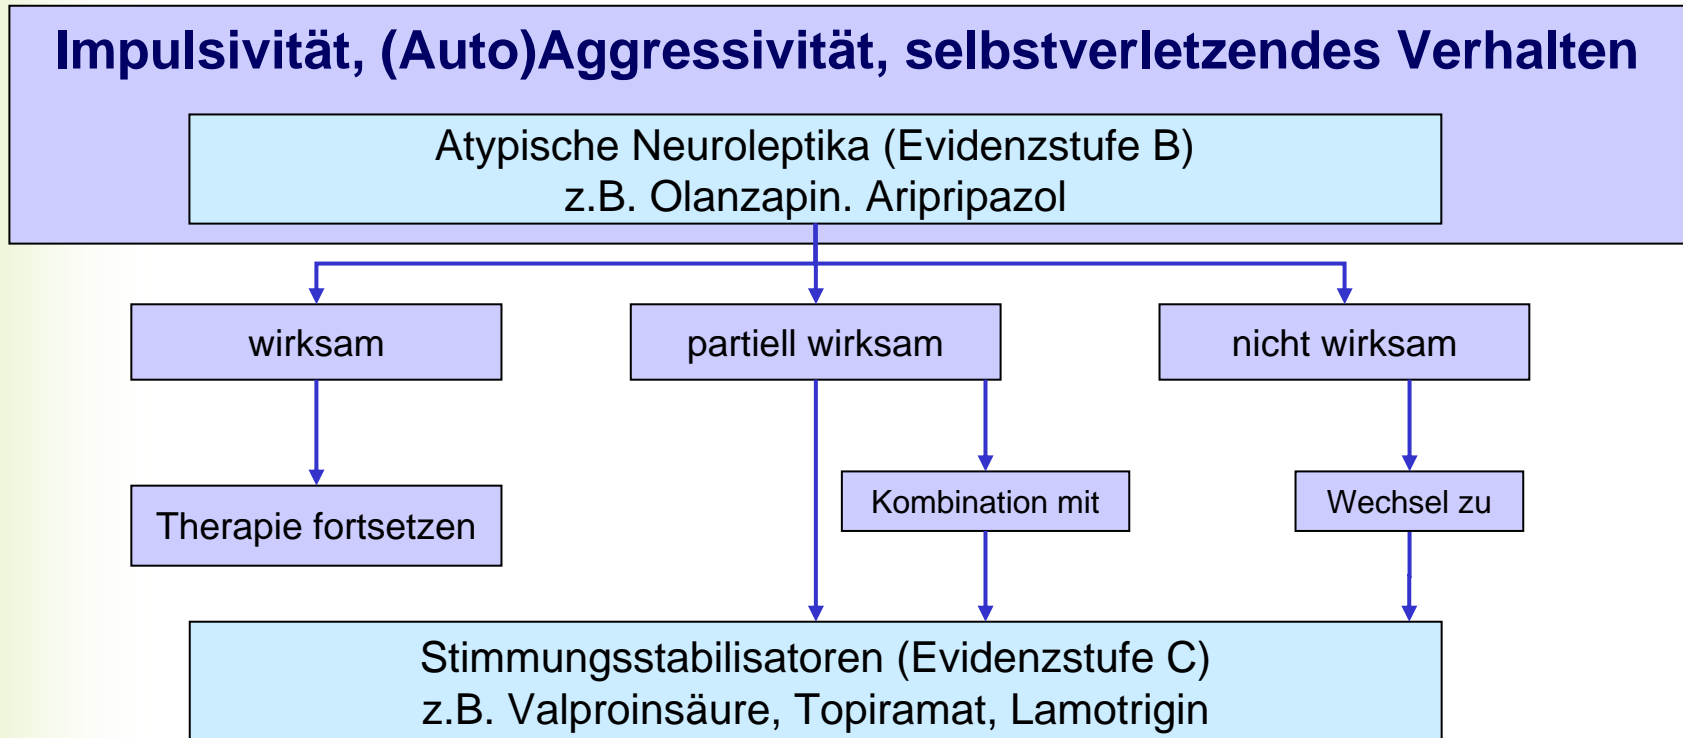 Impulsivität, (Auto)Aggressivität, selbstverletzendes Verhalten
Atypische Neuroleptika (Evidenzstufe B)
z.B. Olanzapin. Aripripazol
wirksam
partiell wirksam
nicht wirksam
Therapie fortsetzen
Kombination mit
Wechsel zu
Stimmungsstabilisatoren (Evidenzstufe C)
z.B. Valproinsäure, Topiramat, Lamotrigin